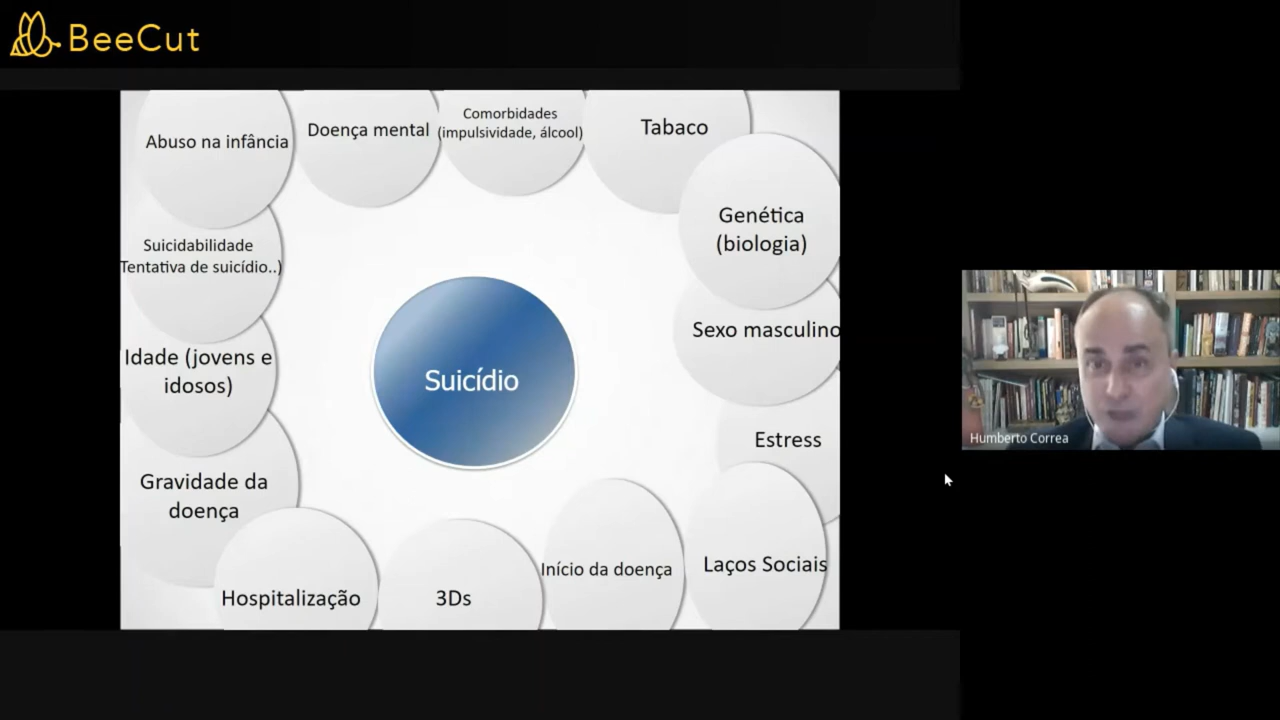 BeeCut
Abuso na infância
Doença mental
Comorbidades
(impulsividade, álcool)
Tabaco
Genética
(biologia)
Suicidabilidade
Tentativa de suicídio..)
Sexo masculino
Idade (jovens e
idosos)
Suicídio
Estress
Gravidade da
doença
Hospitalização
3Ds
Início da doença
Laços Sociais
Humberto Correa